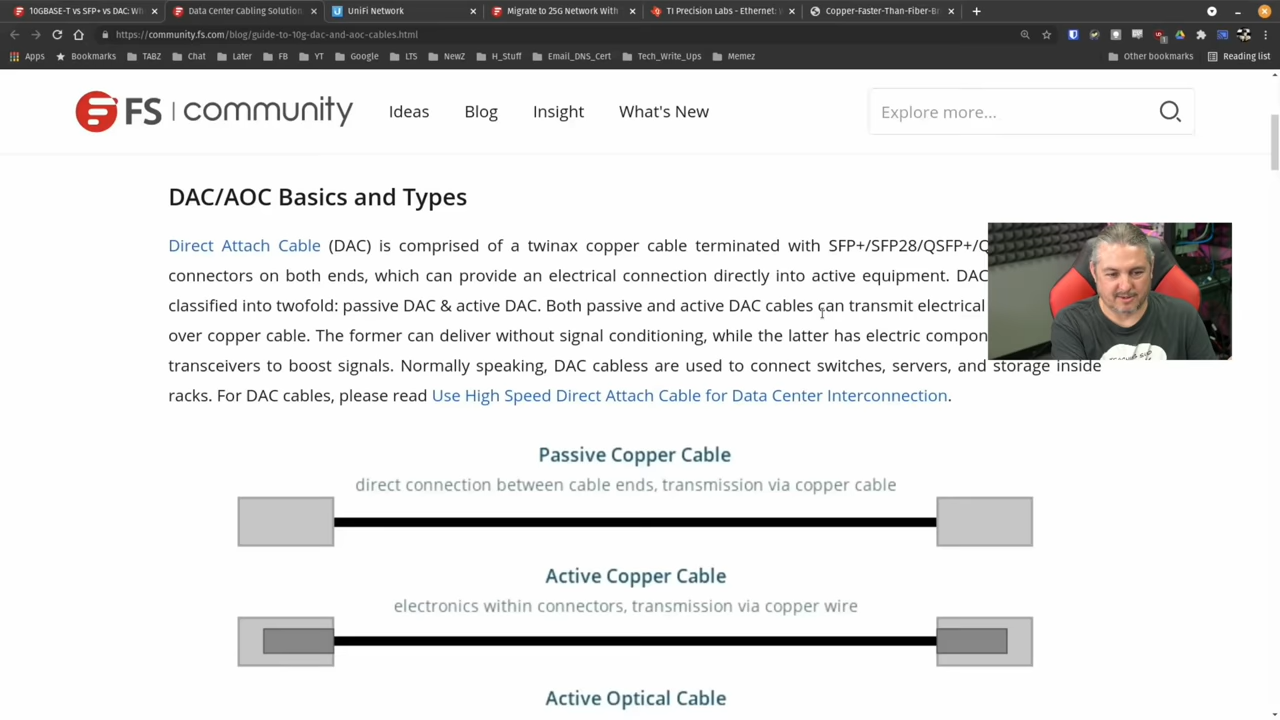 10GBASE-T vs SFP+ vs DAC: Wh
Data Center Cabling Solution
UniFi Network
Migrate to 25G Network With
TI Precision Labs - Ethernet:
Copper-Faster-Than-Fiber-Br
https://community.fs.com/blog/guide-to-10g-dac-and-aoc-cables.html
Apps
Bookmarks
TABZ
Chat
Later
FB
YT
Google
LTS
NewZ
H_Stuff
Email_DNS_Cert
Tech_Write_Ups
Memez
Other bookmarks
Reading list
FS | community
Ideas
Blog
Insight
What's New
Explore more...
DAC/AOC Basics and Types
Direct Attach Cable (DAC) is comprised of a twinax copper cable terminated with SFP+/SFP28/QSFP+/Q
connectors on both ends, which can provide an electrical connection directly into active equipment. DAC
classified into twofold: passive DAC & active DAC. Both passive and active DAC cables can transmit electrical
over copper cable. The former can deliver without signal conditioning, while the latter has electric compon
transceivers to boost signals. Normally speaking, DAC cabless are used to connect switches, servers, and storage inside
racks. For DAC cables, please read Use High Speed Direct Attach Cable for Data Center Interconnection.
Passive Copper Cable
direct connection between cable ends, transmission via copper cable
Active Copper Cable
electronics within connectors, transmission via copper wire
Active Optical Cable